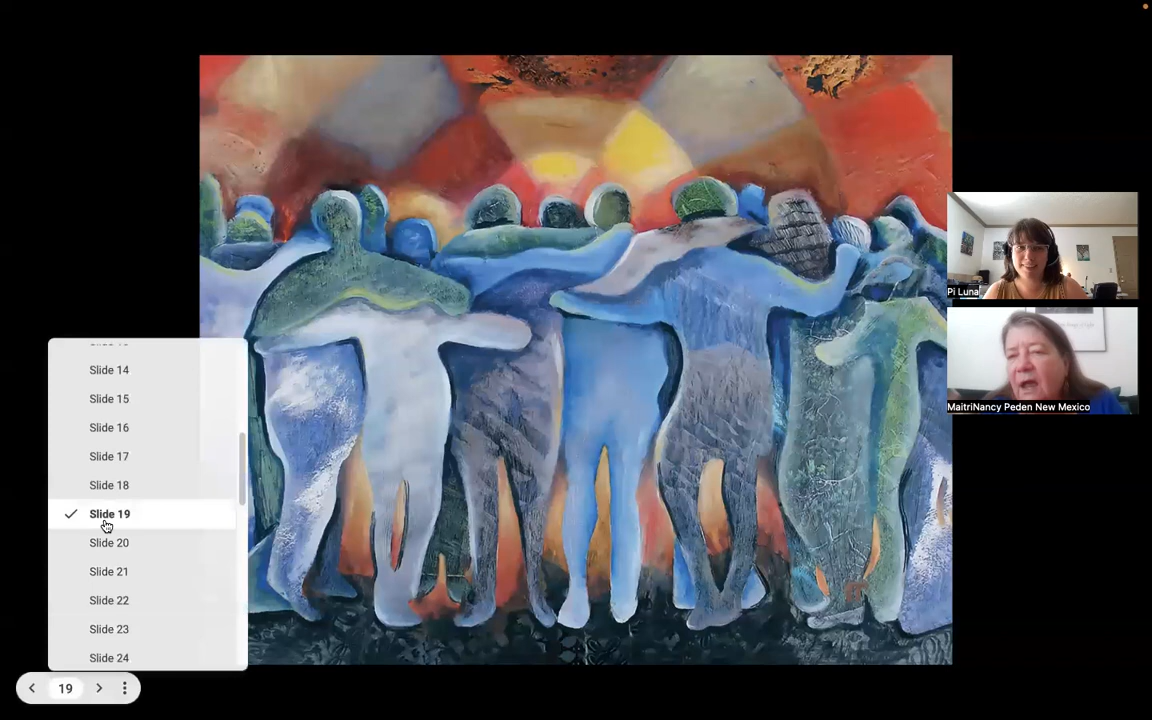 Slide 14
Slide 15
Slide 16
Slide 17
Slide 18
Slide 19
Slide 20
Slide 21
Slide 22
Slide 23
Slide 24
19
Pi Luna
MaitriNancy Peden New Mexico